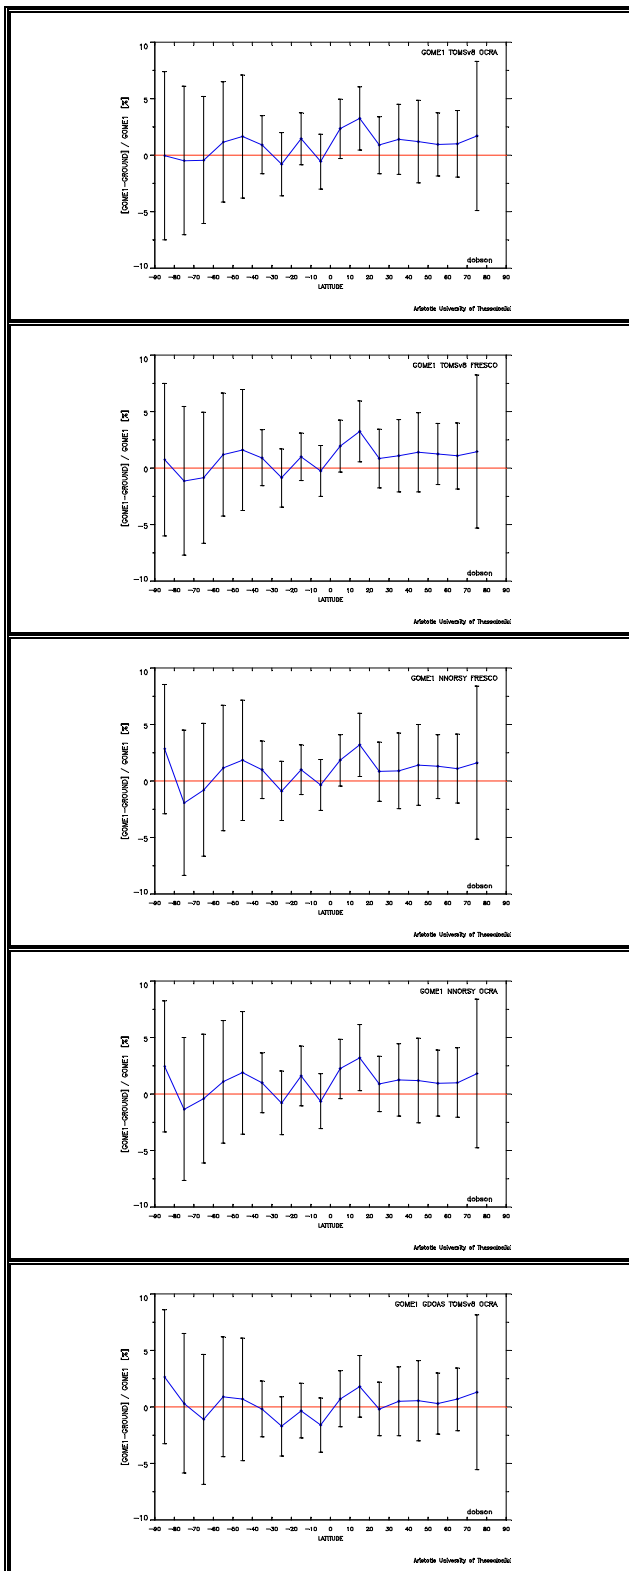 10
GOME1 TOMSv8 OCRA
5
0
-5
-10
[GOME1-GROUND] / GOME1 [%]
dobson
-90 -80 -70 -60 -50 -40 -30 -20 -10 0 10 20 30 40 50 60 70 80 90
LATITUDE
Aristotle University of Thessaloniki
10
GOME1 TOMSv8 FRESCO
5
0
-5
-10
[GOME1-GROUND] / GOME1 [%]
dobson
-90 -80 -70 -60 -50 -40 -30 -20 -10 0 10 20 30 40 50 60 70 80 90
LATITUDE
Aristotle University of Thessaloniki
10
GOME1 NNORSY FRESCO
5
0
-5
-10
[GOME1-GROUND] / GOME1 [%]
dobson
-90 -80 -70 -60 -50 -40 -30 -20 -10 0 10 20 30 40 50 60 70 80 90
LATITUDE
Aristotle University of Thessaloniki
10
GOME1 NNORSY OCRA
5
0
-5
-10
[GOME1-GROUND] / GOME1 [%]
dobson
-90 -80 -70 -60 -50 -40 -30 -20 -10 0 10 20 30 40 50 60 70 80 90
LATITUDE
Aristotle University of Thessaloniki
10
GOME1 GDOAS TOMSv8 OCRA
5
0
-5
-10
[GOME1-GROUND] / GOME1 [%]
dobson
-90 -80 -70 -60 -50 -40 -30 -20 -10 0 10 20 30 40 50 60 70 80 90
LATITUDE
Aristotle University of Thessaloniki